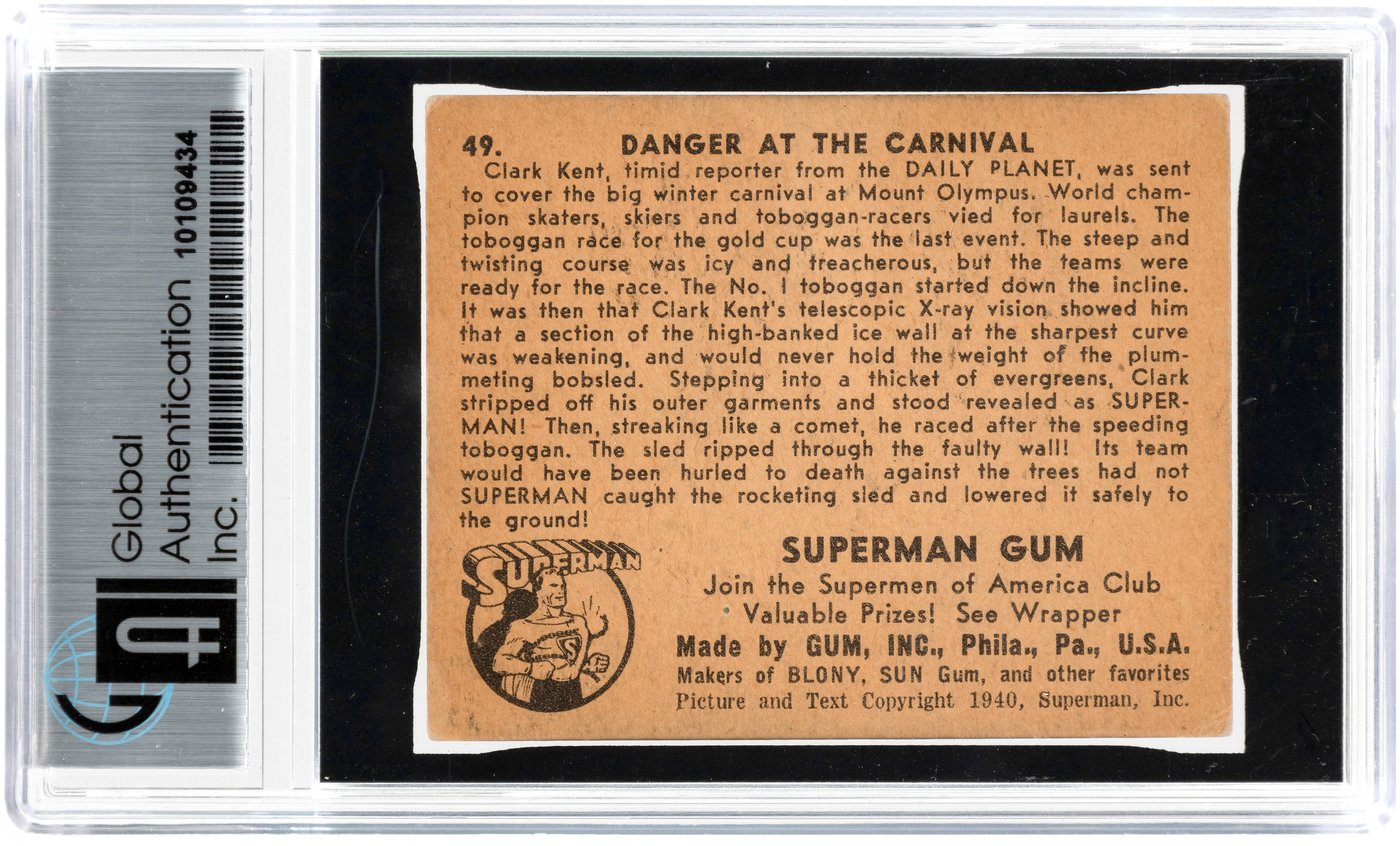 Global
Authentication
Inc.
10109434
49. DANGER AT THE CARNIVAL
Clark Kent, timid reporter from the DAILY PLANET, was sent
to cover the big winter carnival at Mount Olympus. World cham-
pion skaters, skiers and toboggan-racers vied for laurels. The
toboggan race for the gold cup was the last event. The steep and
twisting course was icy and treacherous, but the teams were
ready for the race. The No. 1 toboggan started down the incline.
It was then that Clark Kent's telescopic X-ray vision showed him
that a section of the high-banked ice wall at the sharpest curve
was weakening, and would never hold the weight of the plum-
meting bobsled. Stepping into a thicket of evergreens, Clark
stripped off his outer garments and stood revealed as SUPER-
MAN! Then, streaking like a comet, he raced after the speeding
toboggan. The sled ripped through the faulty wall! Its team
would have been hurled to death against the trees had not
SUPERMAN caught the rocketing sled and lowered it safely to
the ground!
SUPERMAN
S
SUPERMAN GUM
Join the Supermen of America Club
Valuable Prizes! See Wrapper
Made by GUM, INC., Phila., Pa., U.S.A.
Makers of BLONY, SUN Gum, and other favorites
Picture and Text Copyright 1940, Superman, Inc.